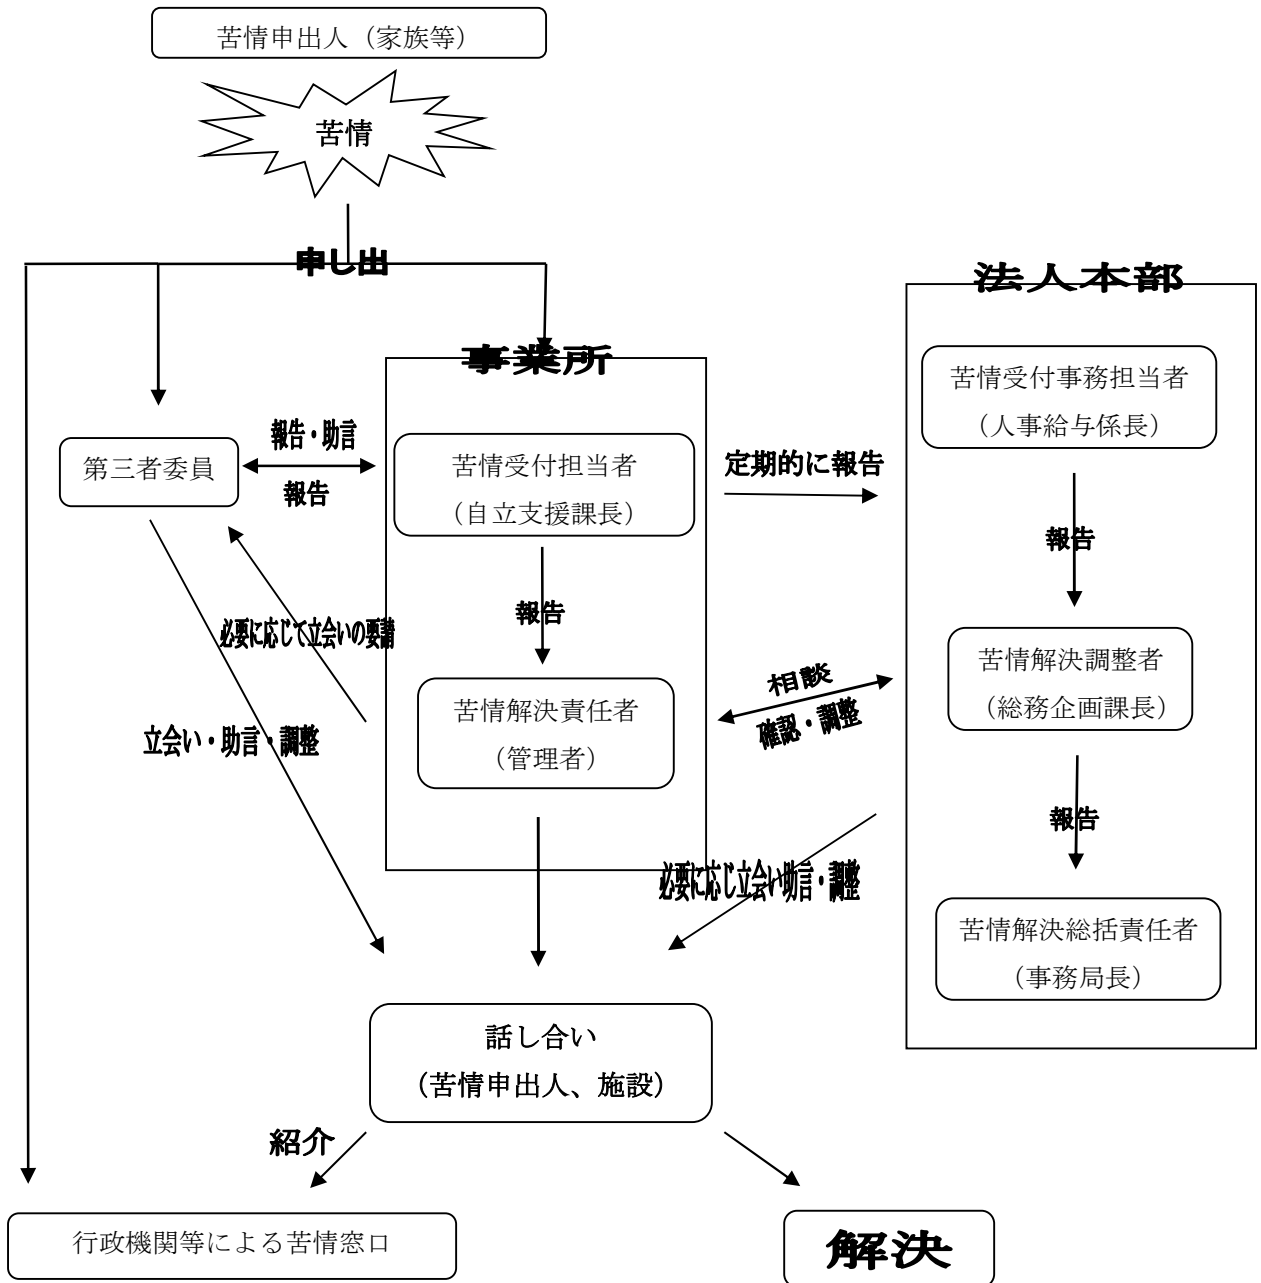 苦情申出人（家族等）
苦情
申し出
法人本部
事業所
苦情受付事務担当者
（人事給与係長）
報告・助言
第三者委員
苦情受付担当者
（自立支援課長）
定期的に報告
報告
報告
報告
必要に応じて立会いの要請
苦情解決調整者
（総務企画課長）
相談
確認・調整
苦情解決責任者
（管理者）
立会い・助言・調整
報告
必要に応じ立会い助言・調整
苦情解決総括責任者
（事務局長）
話し合い
（苦情申出人、施設）
紹介
行政機関等による苦情窓口
解決